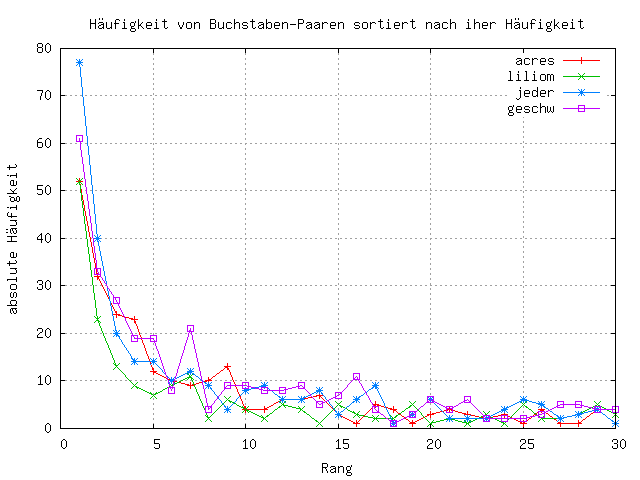 Häufigkeit von Buchstaben-Paaren sortiert nach iher Häufigkeit
80
70
60
50
40
30
20
10
0
absolute Häufigkeit
acres
liliom
jeder
geschw
0 5 10 15 20 25 30
Rang